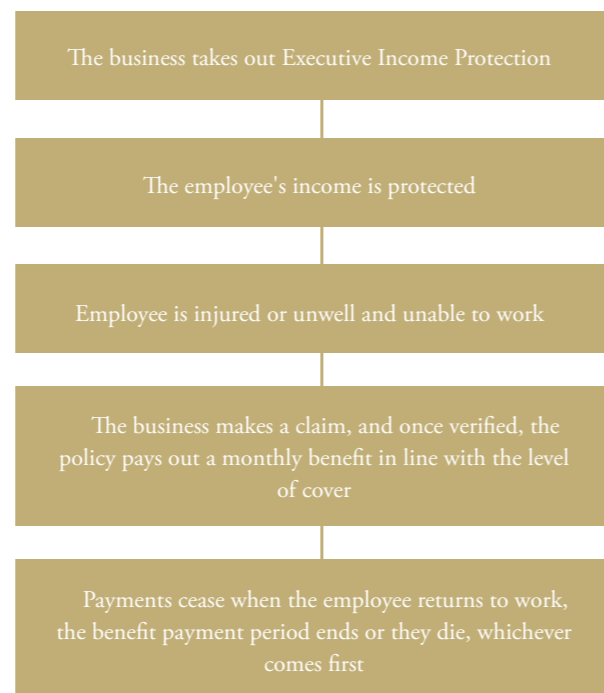 The business takes out Executive Income Protection
The employee's income is protected
Employee is injured or unwell and unable to work
The business makes a claim, and once verified, the
policy pays out a monthly benefit in line with the level
of cover
Payments cease when the employee returns to work,
the benefit payment period ends or they die, whichever
comes first